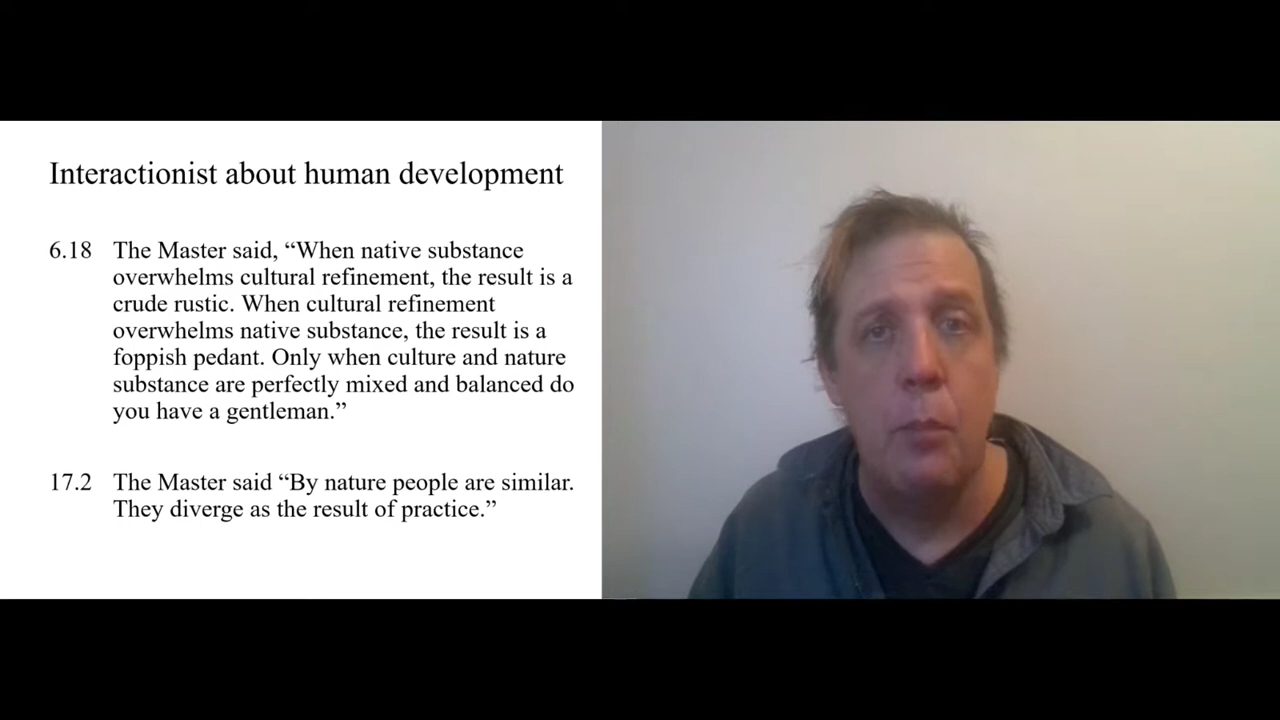 Interactionist about human development
6.18 The Master said, “When native substance
overwhelms cultural refinement, the result is a
crude rustic. When cultural refinement
overwhelms native substance, the result is a
foppish pedant. Only when culture and nature
substance are perfectly mixed and balanced do
you have a gentleman.”
17.2 The Master said “By nature people are similar.
They diverge as the result of practice.”